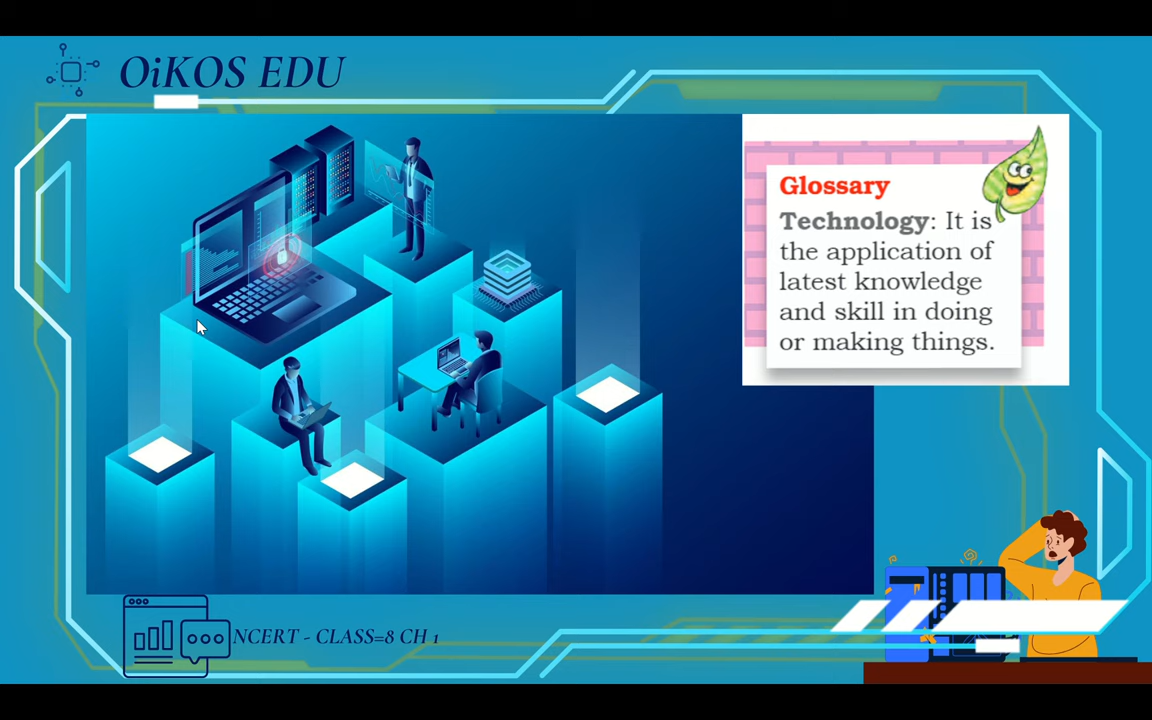 OiKOS EDU
Glossary
Technology: It is
the application of
latest knowledge
and skill in doing
or making things.
NCERT - CLASS=8 CH 1